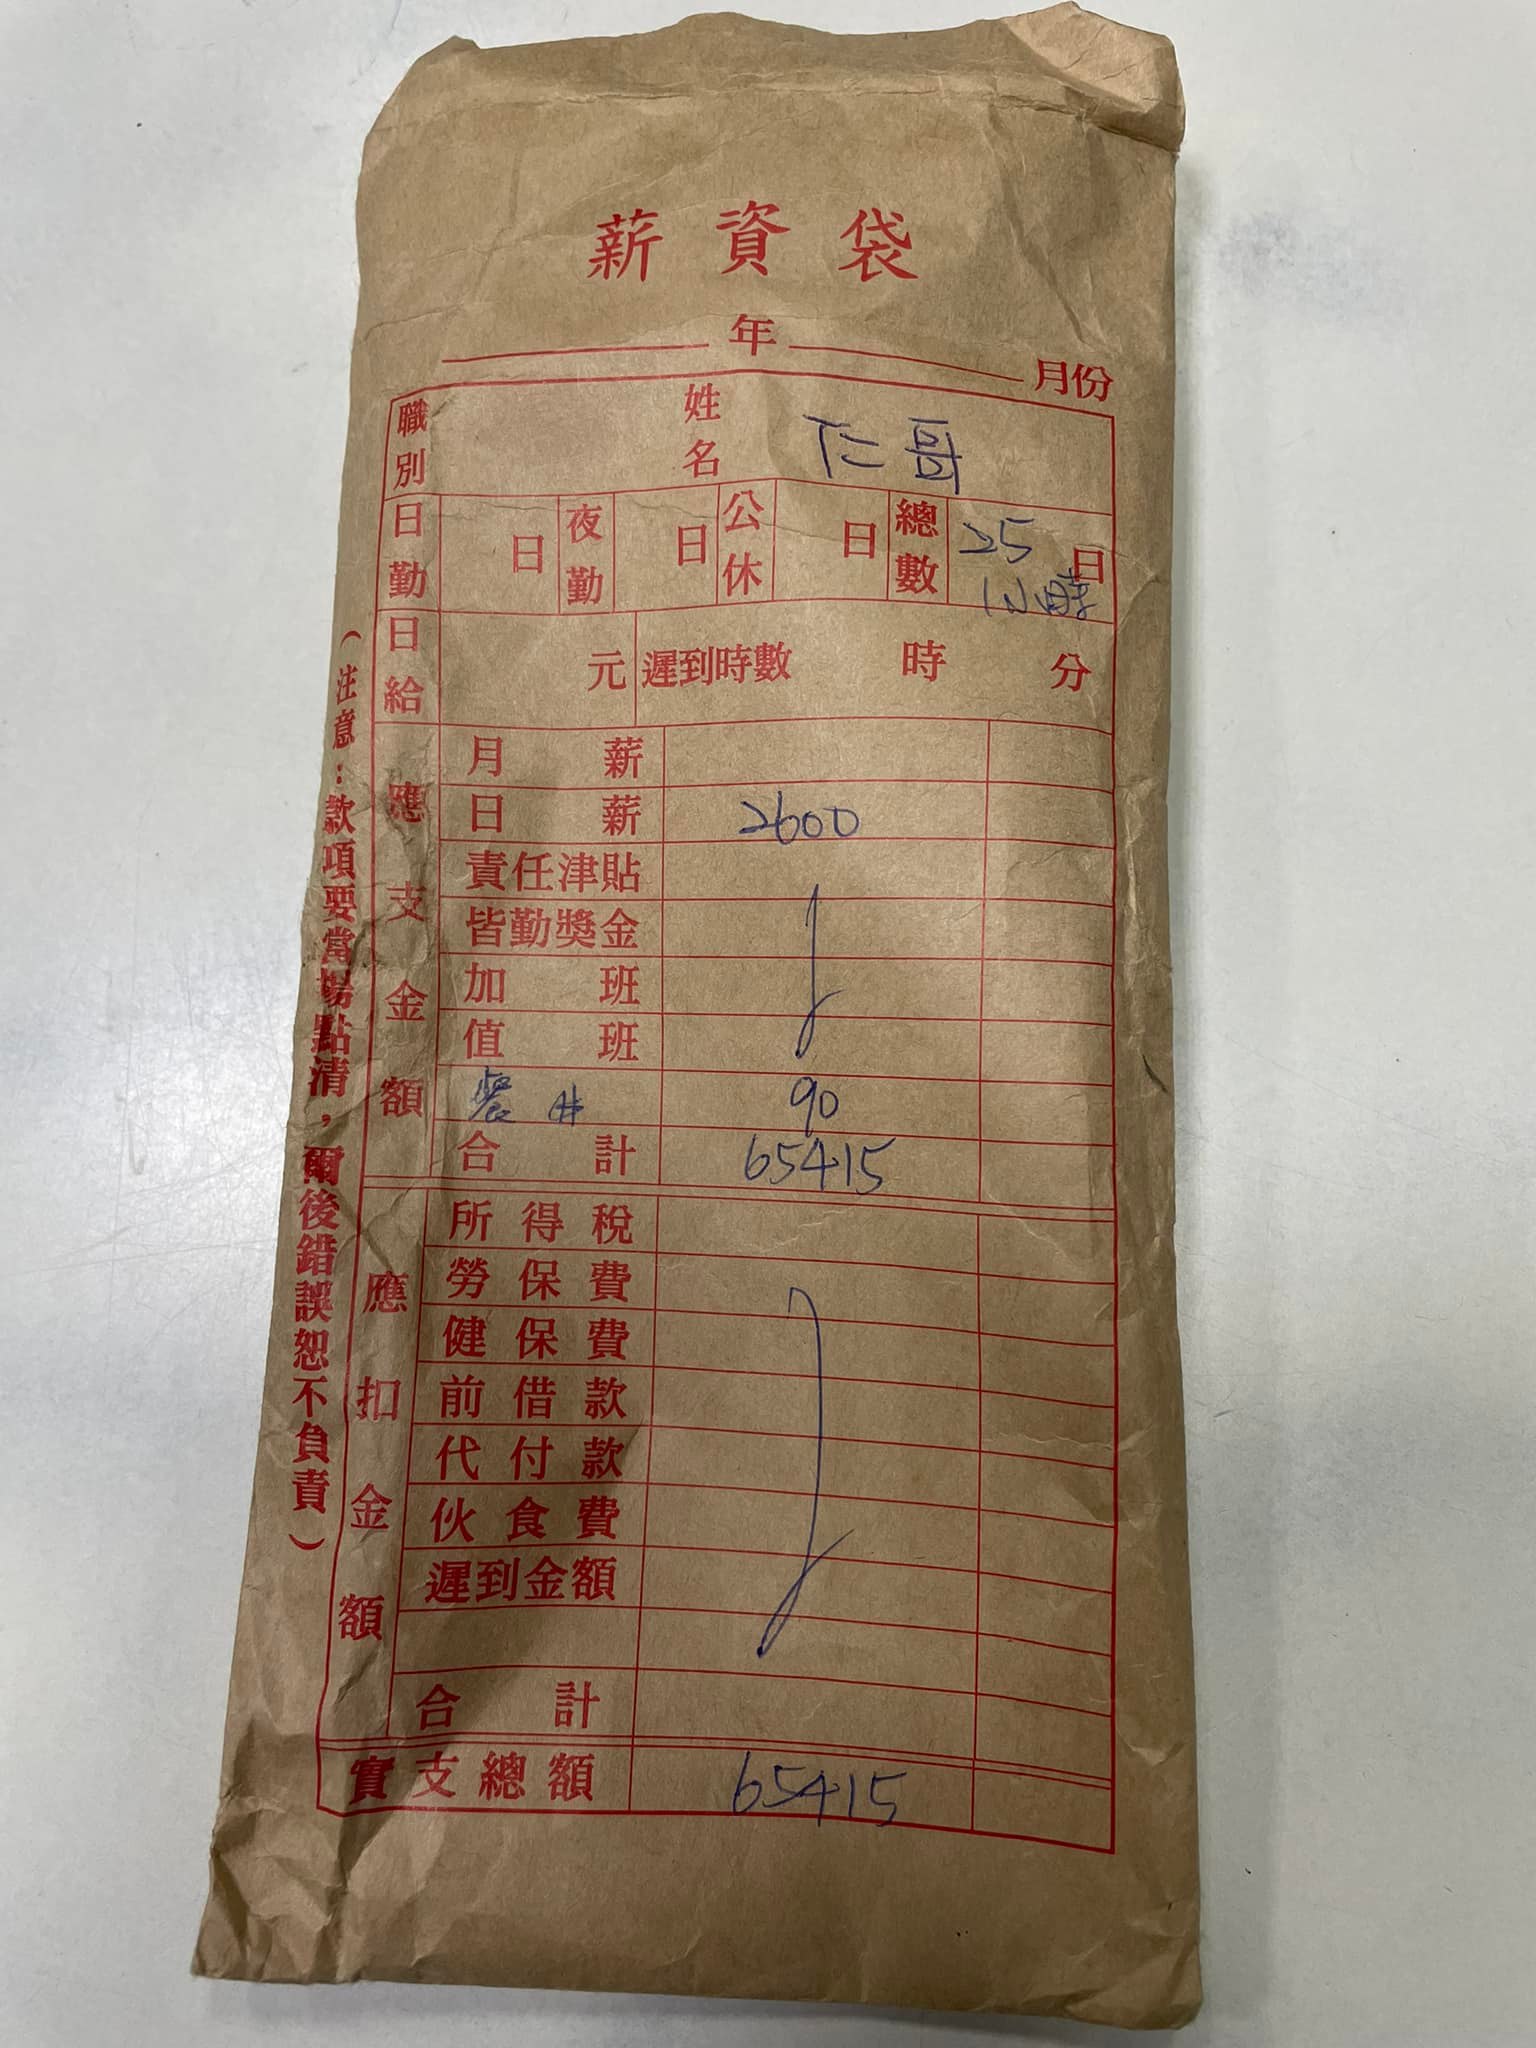 薪資袋
年 月份
職別 姓名 仁哥
日勤 日 夜勤 日 公休 日 總數 25日
1小時
日給 元 遲到時數 時 分
應支金額
月薪
日薪 2600
責任津貼
皆勤獎金
加班
值班
餐 90
合計 65415
應扣金額
所得稅
勞保費
健保費
前借款
代付款
伙食費
遲到金額
合計
實支總額 65415
（注意：款項要當場點清，爾後錯誤恕不負責）